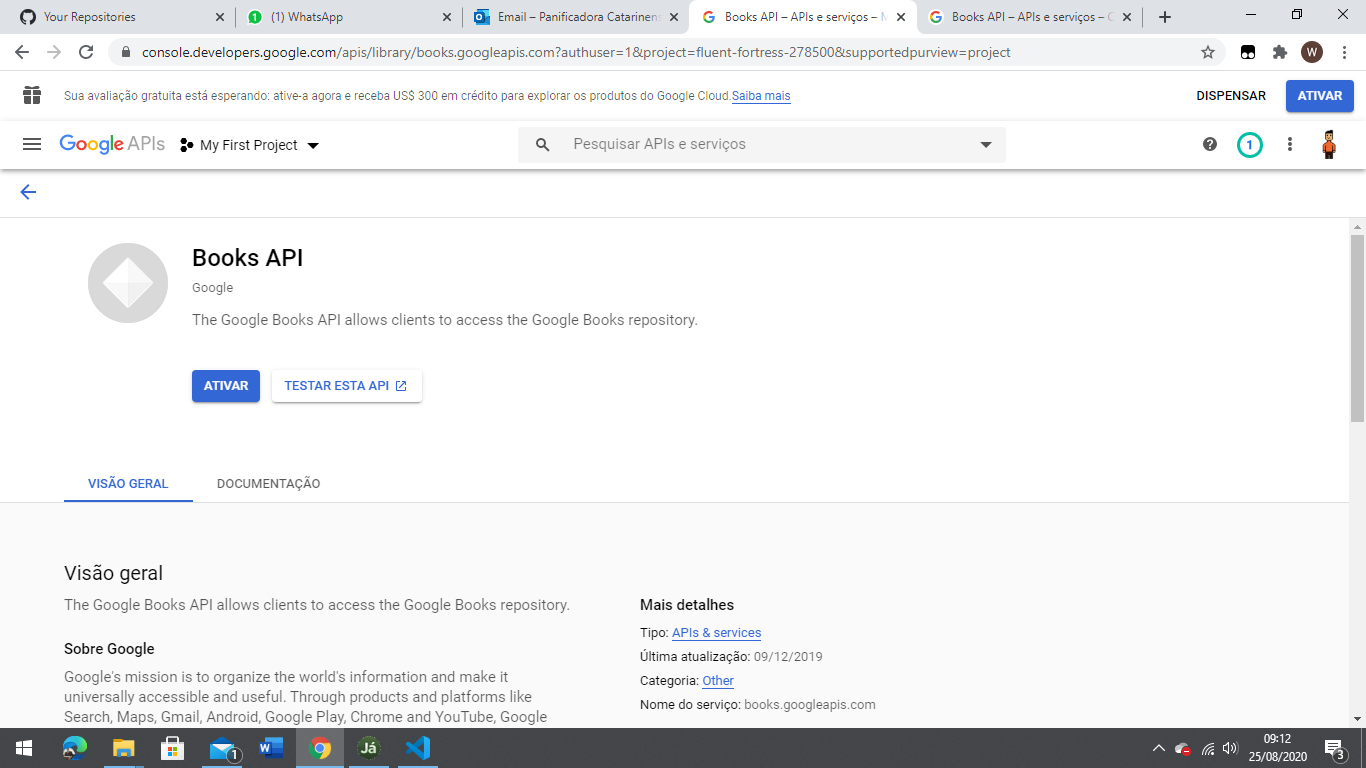 Your Repositories
(1) WhatsApp
Email – Panificadora Catarinens
Books API – APIs e serviços – M
Books API – APIs e serviços – C
console.developers.google.com/apis/library/books.googleapis.com?authuser=1&project=fluent-fortress-278500&supportedpurview=project
W
Sua avaliação gratuita está esperando: ative-a agora e receba US$ 300 em crédito para explorar os produtos do Google Cloud. Saiba mais
DISPENSAR
ATIVAR
Google APIs
My First Project
Pesquisar APIs e serviços
1
Books API
Google
The Google Books API allows clients to access the Google Books repository.
ATIVAR
TESTAR ESTA API
VISÃO GERAL
DOCUMENTAÇÃO
Visão geral
The Google Books API allows clients to access the Google Books repository.
Sobre Google
Google's mission is to organize the world's information and make it
universally accessible and useful. Through products and platforms like
Search, Maps, Gmail, Android, Google Play, Chrome and YouTube, Google
Mais detalhes
Tipo: APIs & services
Última atualização: 09/12/2019
Categoria: Other
Nome do serviço: books.googleapis.com
1
Já
09:12
25/08/2020
3